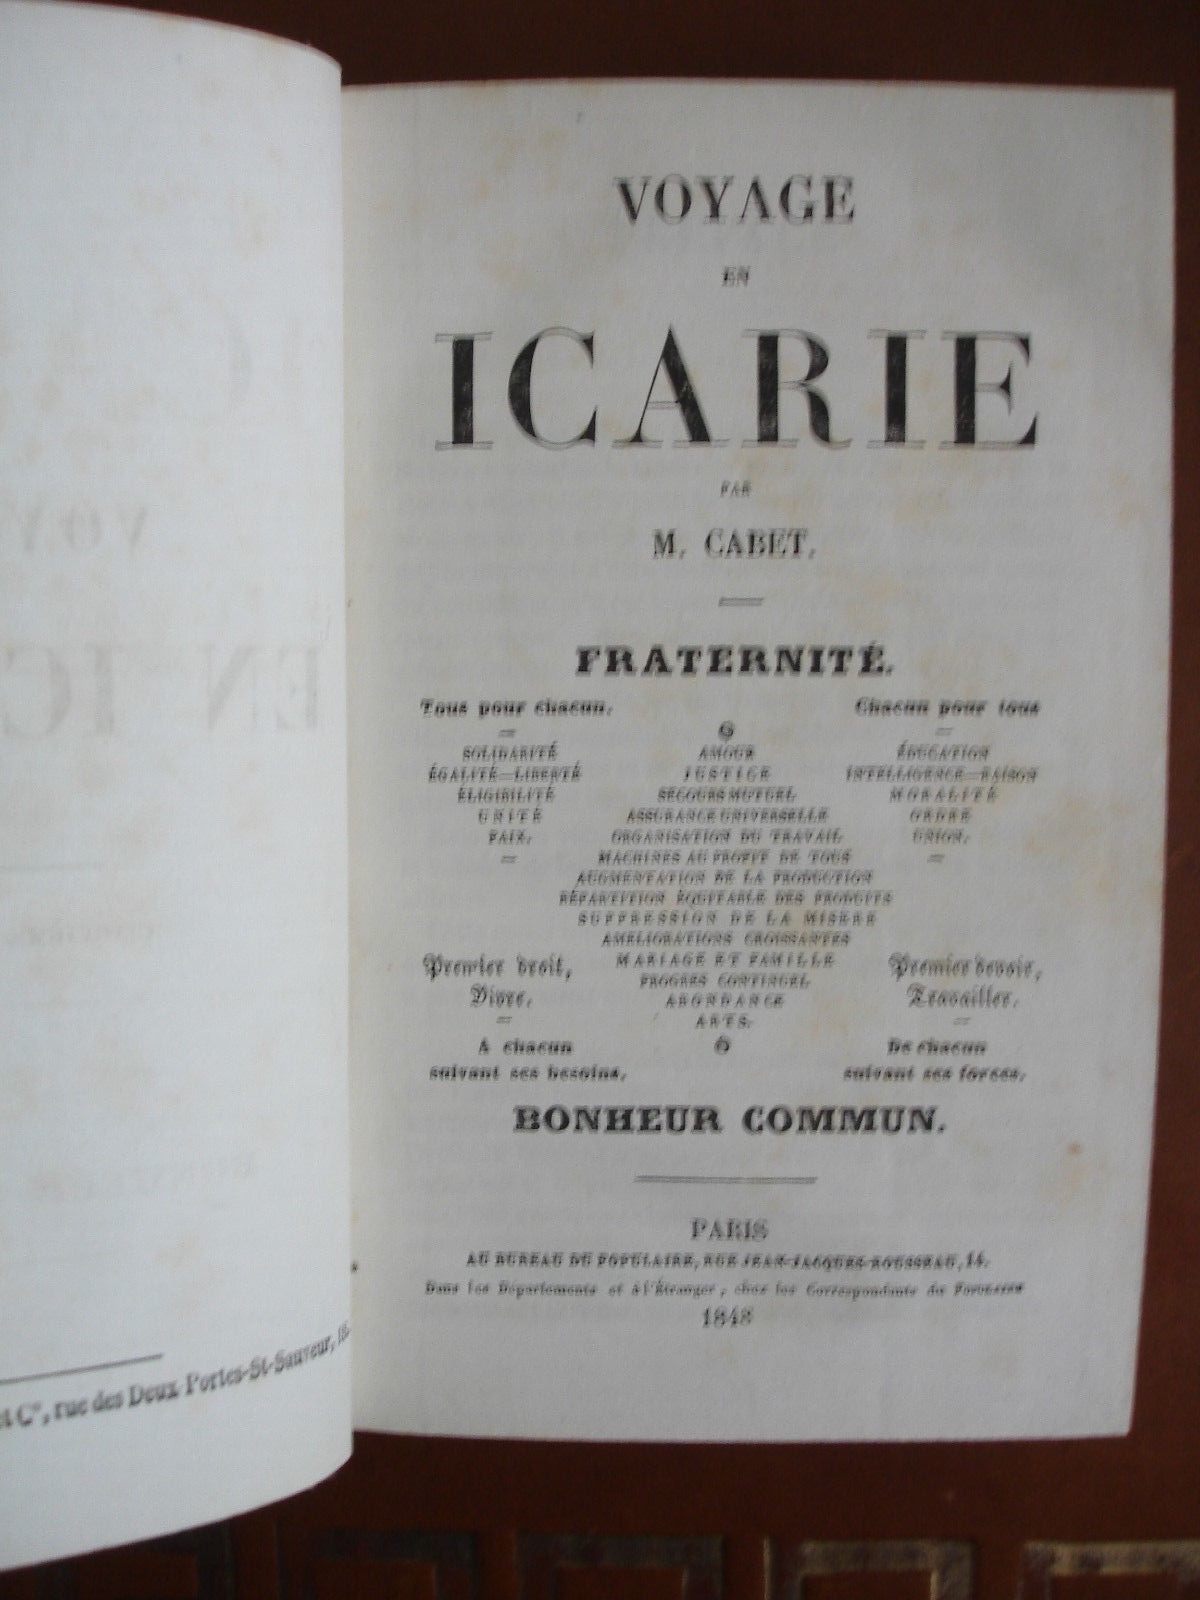 VOYAGE
EN
ICARIE
PAR
M. CABET.
FRATERNITÉ.
Tous pour chacun.
SOLIDARITÉ
ÉGALITÉ—LIBERTÉ
ÉLIGIBILITÉ
UNITÉ
PAIX.
AMOUR
JUSTICE
SECOURS MUTUEL
ASSURANCE UNIVERSELLE
ORGANISATION DU TRAVAIL
MACHINES AU PROFIT DE TOUS
AUGMENTATION DE LA PRODUCTION
RÉPARTITION ÉQUITABLE DES PRODUITS
SUPPRESSION DE LA MISÈRE
AMÉLIORATIONS CROISSANTES
MARIAGE ET FAMILLE
PROGRÈS CONTINUEL
ABONDANCE
ARTS.
Chacun pour tous
ÉDUCATION
INTELLIGENCE—RAISON
MORALITÉ
ORDRE
UNION.
Premier droit,
Vivre.
A chacun
suivant ses besoins.
Premier devoir,
Travailler.
De chacun
suivant ses forces.
BONHEUR COMMUN.
PARIS
AU BUREAU DU POPULAIRE, RUE JEAN-JACQUES-ROUSSEAU, 14.
Dans les Départements et à l'Étranger, chez les Correspondants du POPULAIRE
1848
et Cᵉ, rue des Deux-Portes-St-Sauveur,